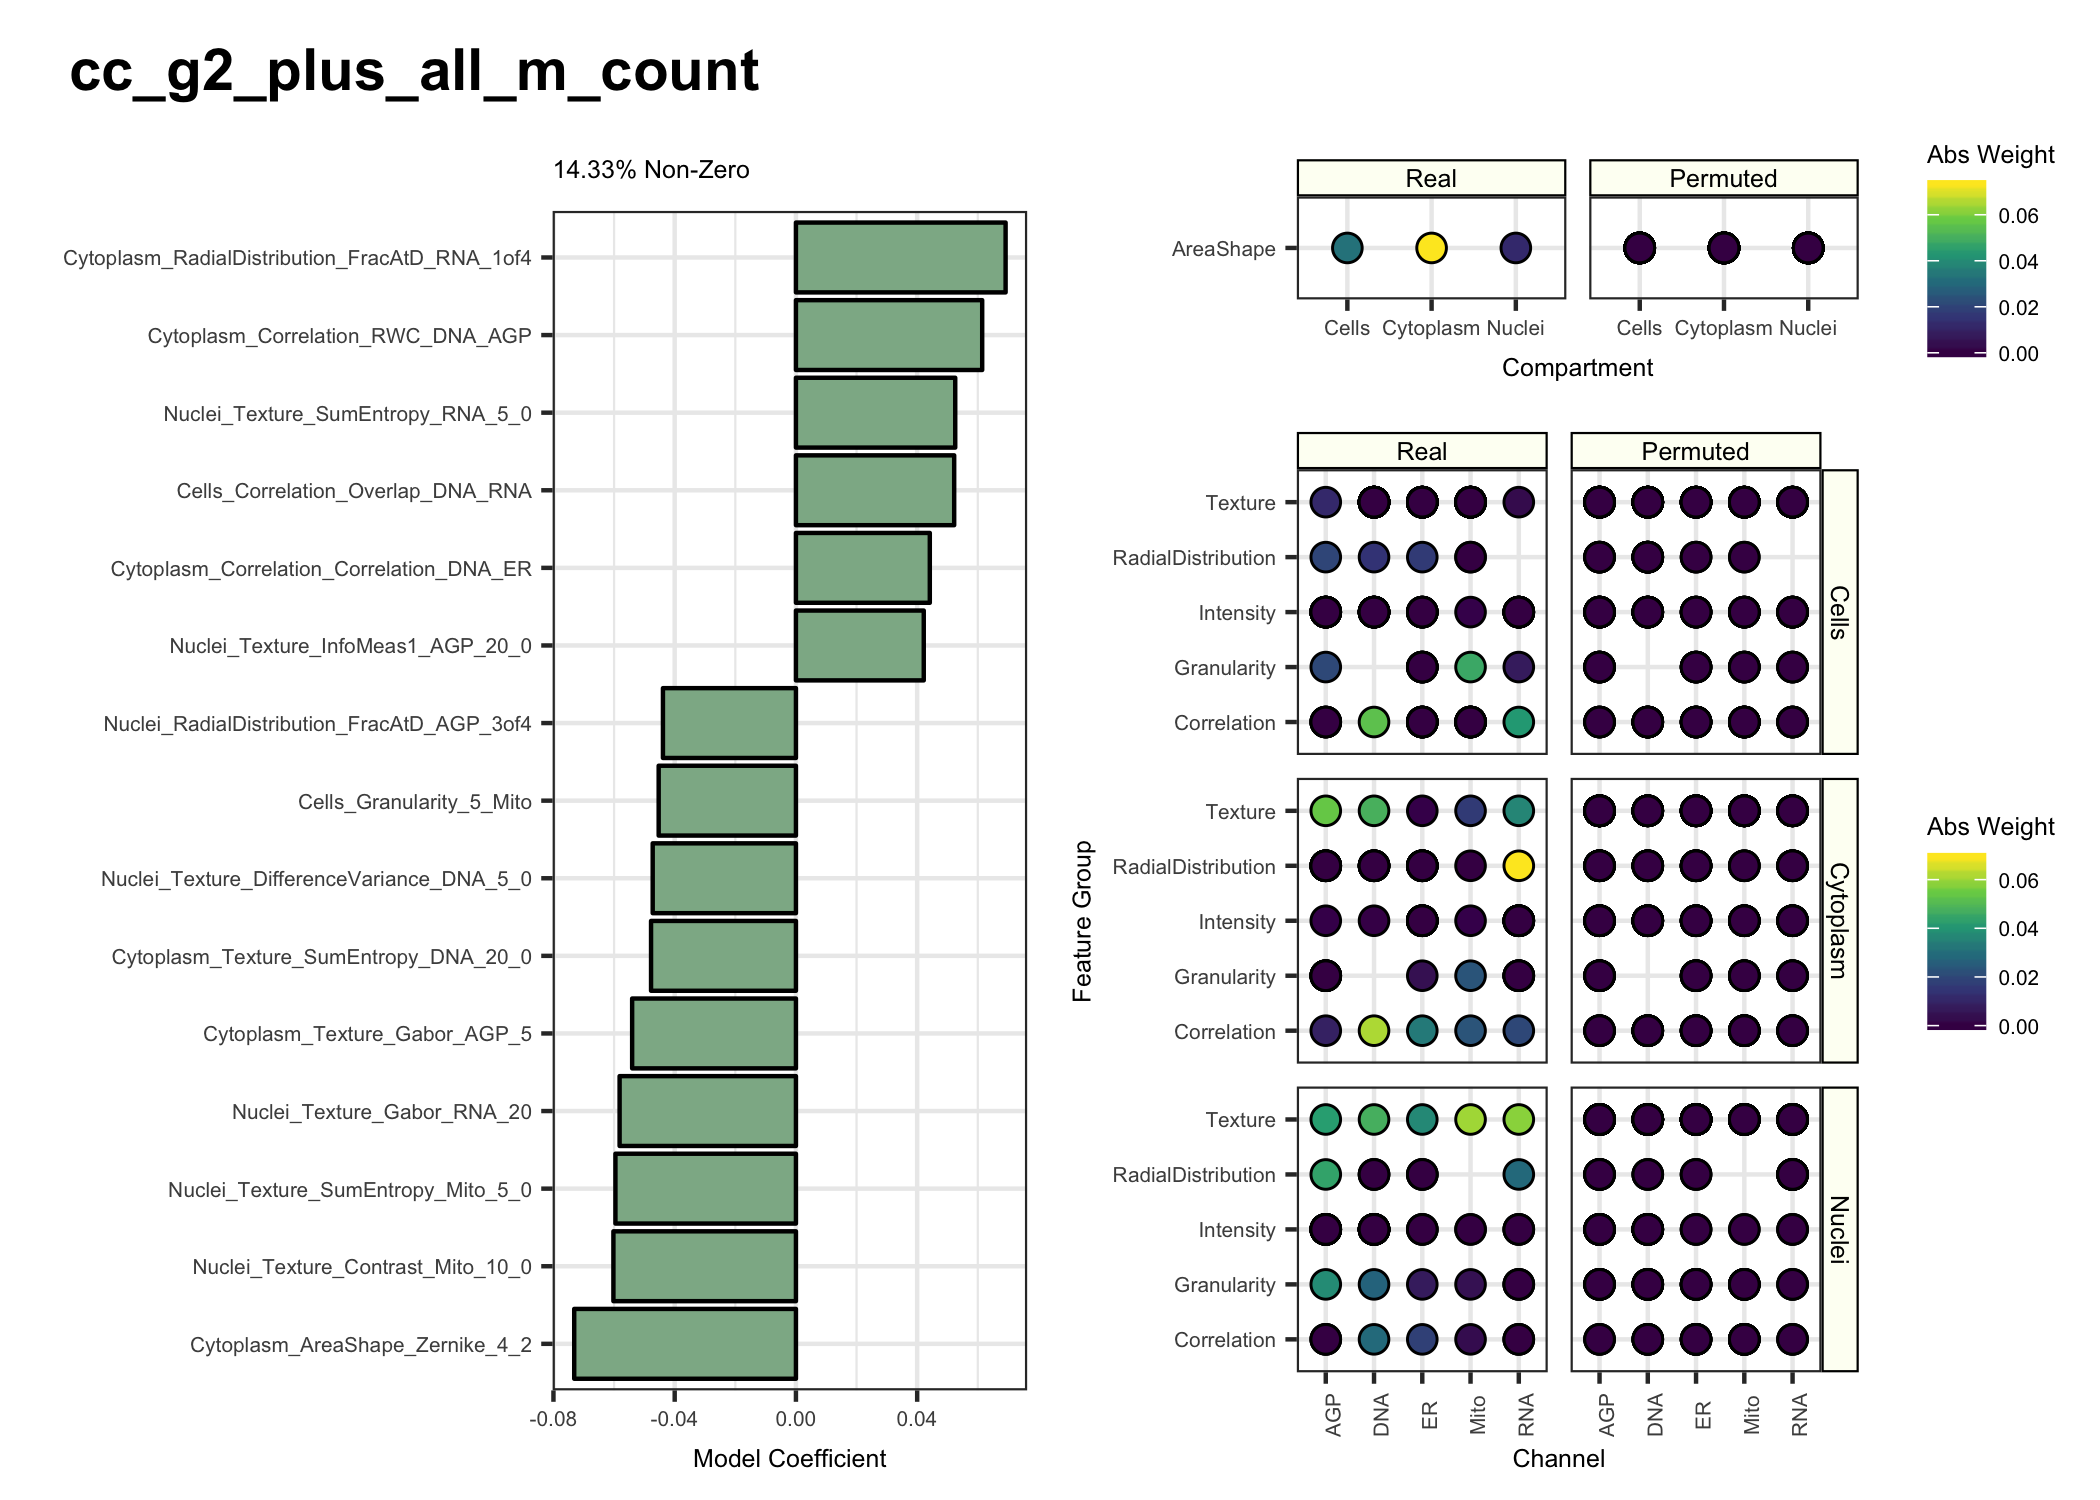 cc_g2_plus_all_m_count
14.33% Non-Zero
Cytoplasm_RadialDistribution_FracAtD_RNA_1of4
Cytoplasm_Correlation_RWC_DNA_AGP
Nuclei_Texture_SumEntropy_RNA_5_0
Cells_Correlation_Overlap_DNA_RNA
Cytoplasm_Correlation_Correlation_DNA_ER
Nuclei_Texture_InfoMeas1_AGP_20_0
Nuclei_RadialDistribution_FracAtD_AGP_3of4
Cells_Granularity_5_Mito
Nuclei_Texture_DifferenceVariance_DNA_5_0
Cytoplasm_Texture_SumEntropy_DNA_20_0
Cytoplasm_Texture_Gabor_AGP_5
Nuclei_Texture_Gabor_RNA_20
Nuclei_Texture_SumEntropy_Mito_5_0
Nuclei_Texture_Contrast_Mito_10_0
Cytoplasm_AreaShape_Zernike_4_2
-0.08 -0.04 0.00 0.04
Model Coefficient
Real Permuted
AreaShape
Cells Cytoplasm Nuclei Cells Cytoplasm Nuclei
Compartment
Abs Weight
0.06
0.04
0.02
0.00
Real Permuted
Feature Group
Texture
RadialDistribution
Intensity
Granularity
Correlation
Cells
Texture
RadialDistribution
Intensity
Granularity
Correlation
Cytoplasm
Texture
RadialDistribution
Intensity
Granularity
Correlation
Nuclei
AGP DNA ER Mito RNA AGP DNA ER Mito RNA
Channel
Abs Weight
0.06
0.04
0.02
0.00